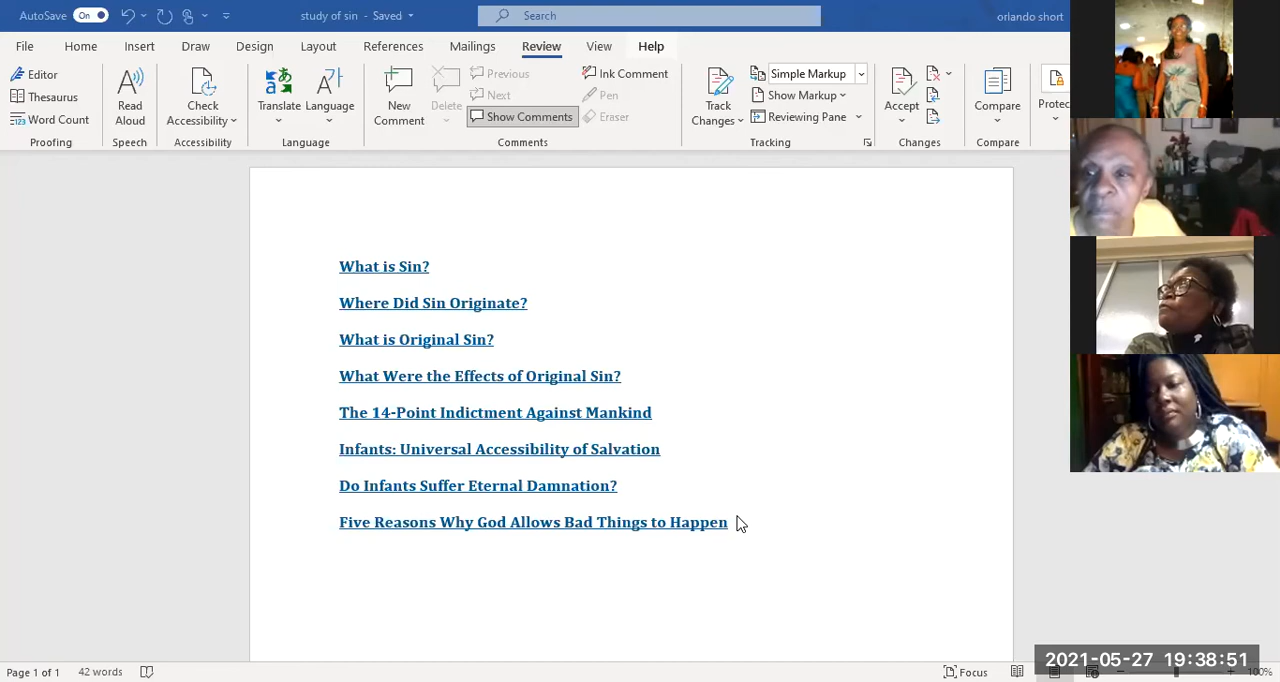 AutoSave On study of sin - Saved Search orlando short
File Home Insert Draw Design Layout References Mailings Review View Help
Editor
Thesaurus
Word Count
Proofing
Read Aloud
Speech
Check Accessibility
Accessibility
Translate
Language
Language
New Comment
Delete
Previous
Next
Show Comments
Ink Comment
Pen
Eraser
Comments
Track Changes
Simple Markup
Show Markup
Reviewing Pane
Tracking
Accept
Changes
Compare
Compare
Protec
What is Sin?
Where Did Sin Originate?
What is Original Sin?
What Were the Effects of Original Sin?
The 14-Point Indictment Against Mankind
Infants: Universal Accessibility of Salvation
Do Infants Suffer Eternal Damnation?
Five Reasons Why God Allows Bad Things to Happen
2021-05-27 19:38:51
Page 1 of 1 42 words Focus 100%